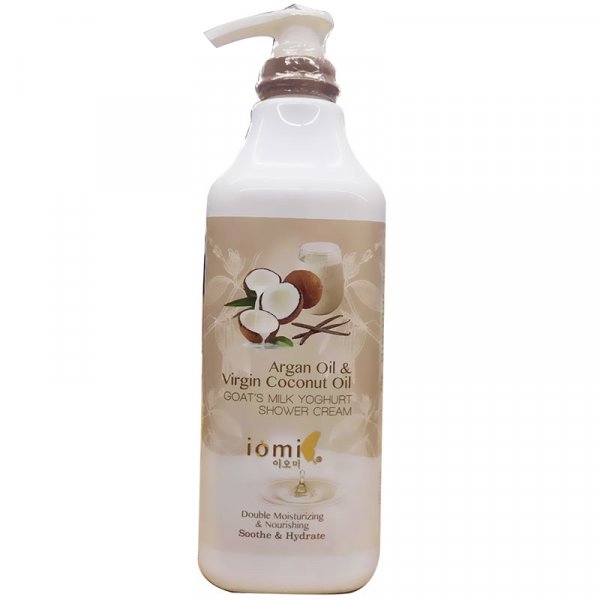 Argan Oil &
Virgin Coconut Oil
GOAT'S MILK YOGHURT
SHOWER CREAM
iomi
이오미
Double Moisturizing
& Nourishing
Soothe & Hydrate